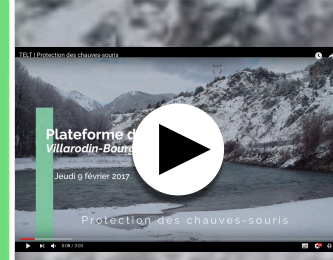 TELT | Protection des chauves-souris
Plateforme d
Villarodin-Bourg
Jeudi 9 février 2017
Protection des chauves-souris
0:00 / 3:03